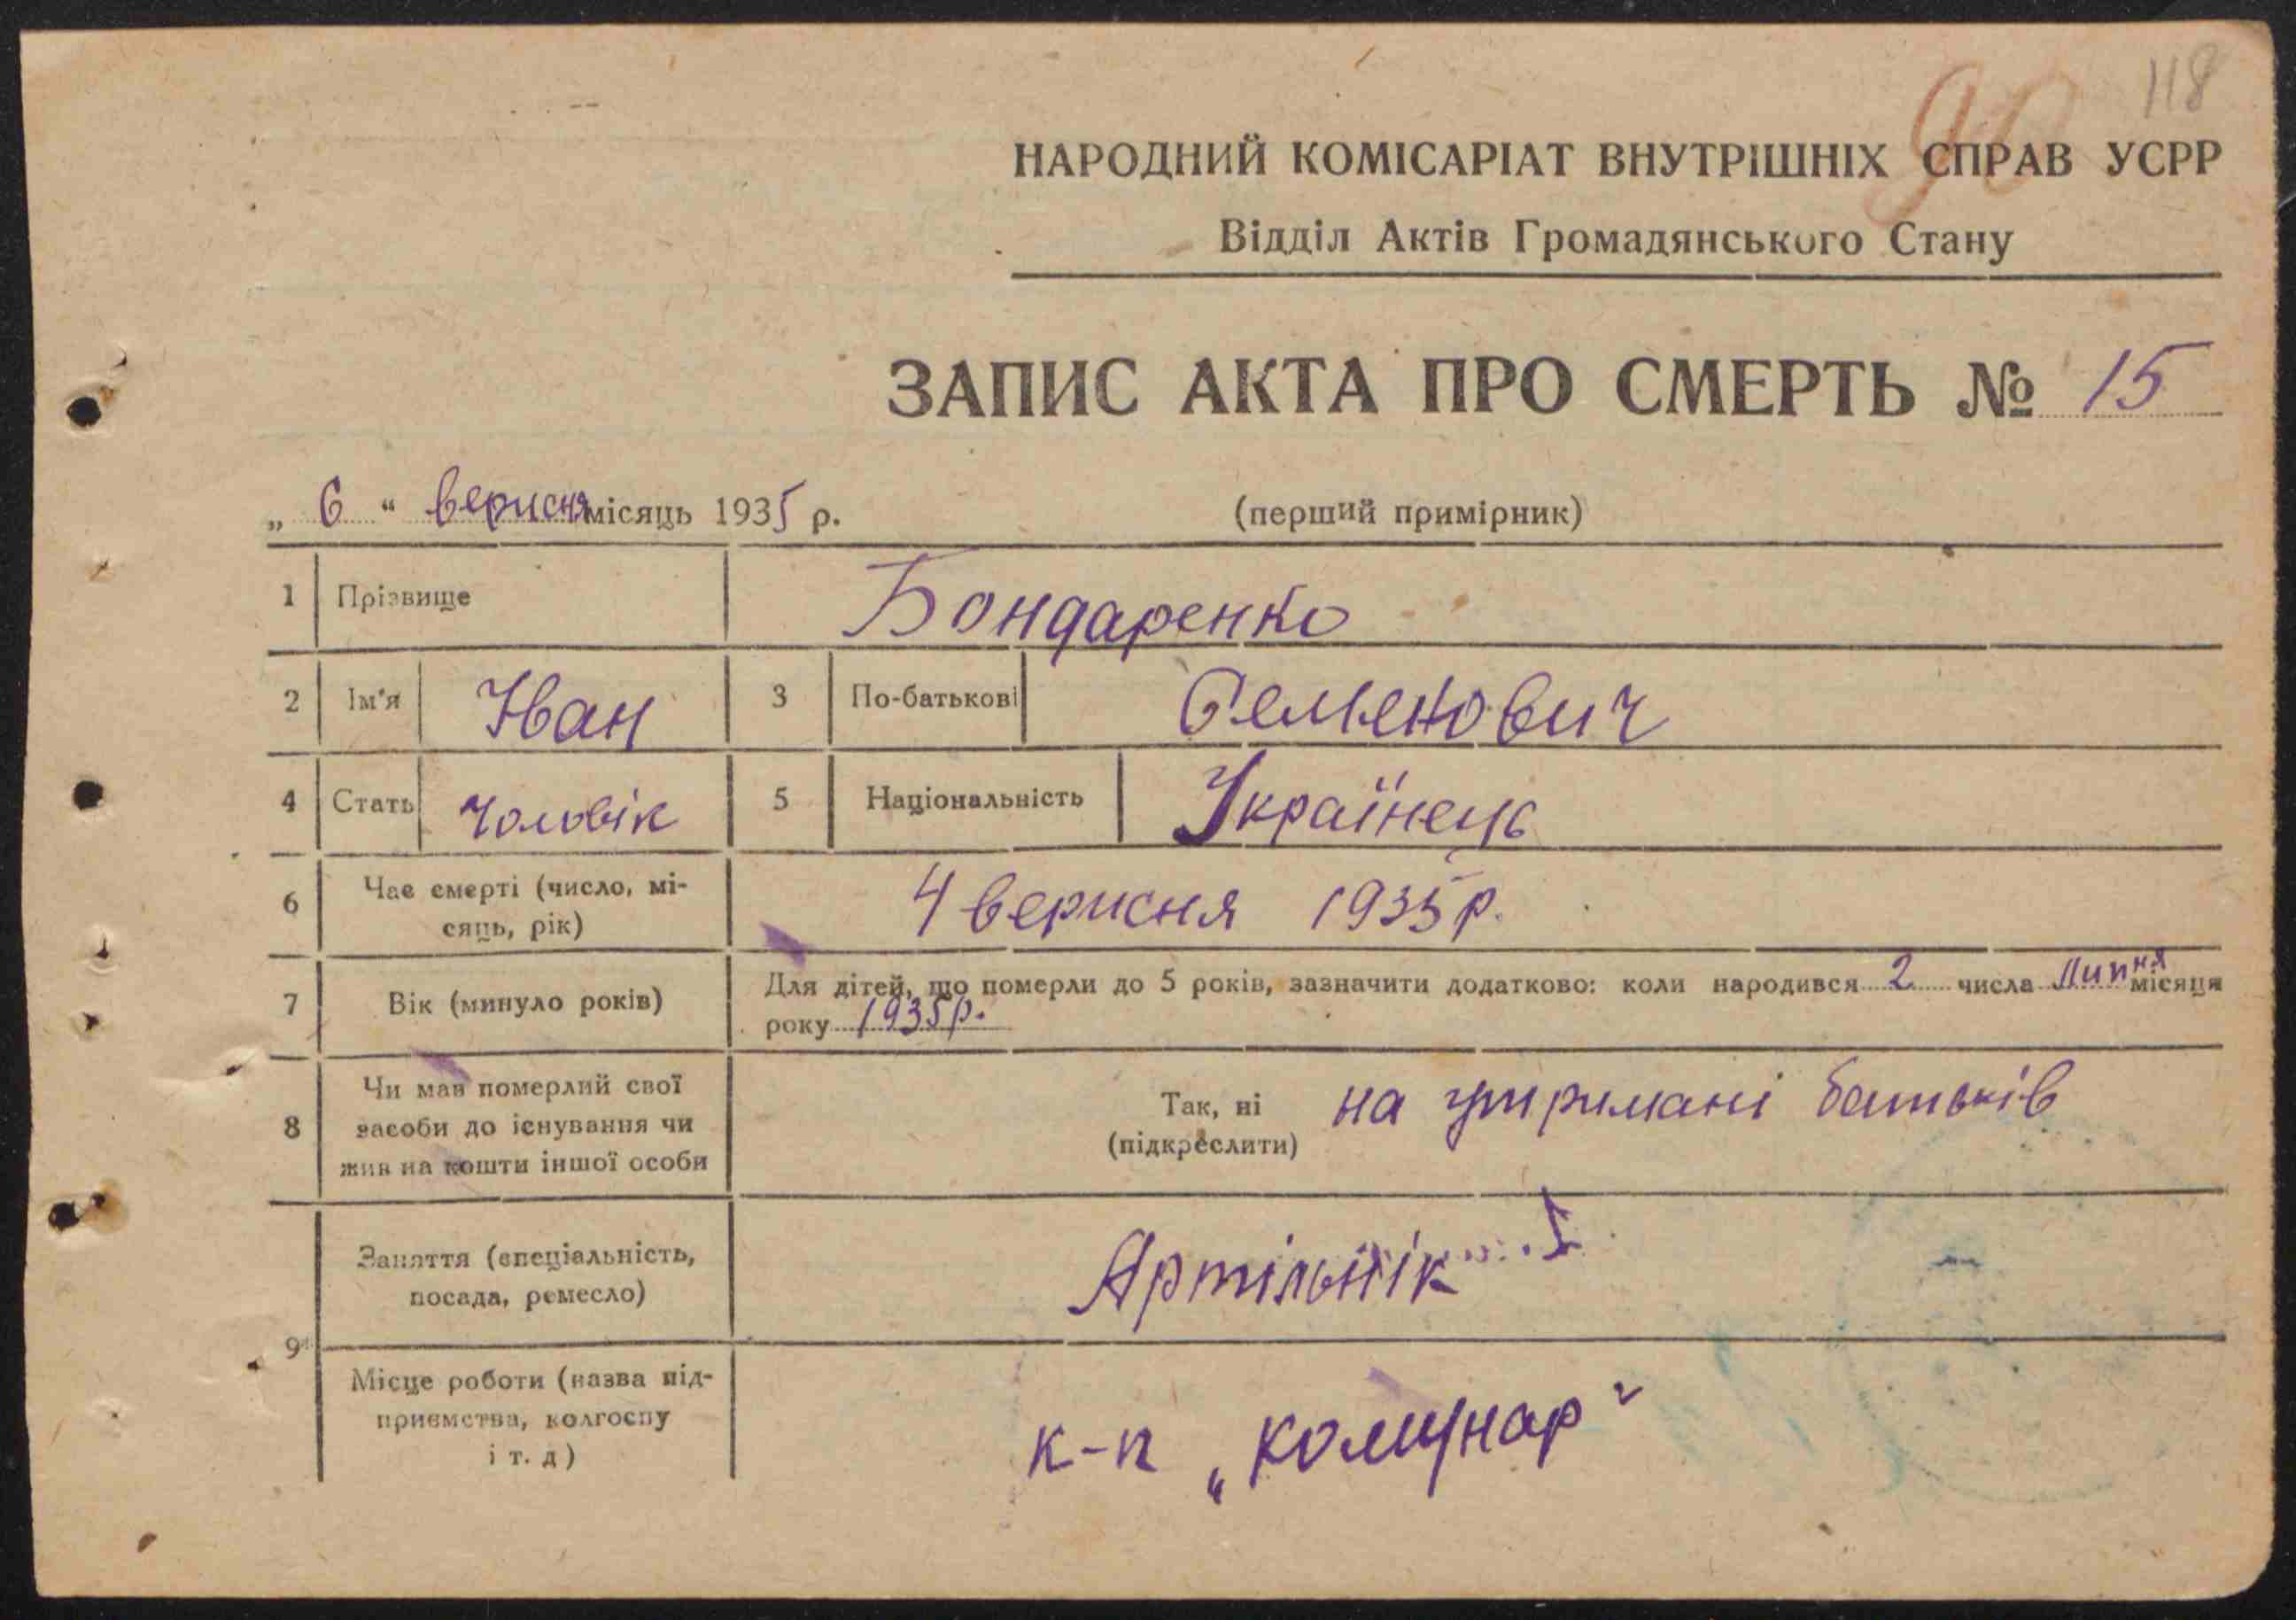 118
90
НАРОДНИЙ КОМІСАРІАТ ВНУТРІШНІХ СПРАВ УСРР
Відділ Актів Громадянського Стану
ЗАПИС АКТА ПРО СМЕРТЬ № 15
„ 6 “ вересня місяць 1935 р. (перший примірник)
1 Прізвище Бондаренко
2 Ім'я Іван 3 По-батькові Семенович
4 Стать чоловік 5 Національність Українець
6 Час смерті (число, мі-
сяць, рік) 4 вересня 1935 р.
7 Вік (минуло років) Для дітей, що померли до 5 років, зазначити додатково: коли народився 2 числа Липня місяця
року 1935 р.
8 Чи мав померлий свої
засоби до існування чи
жив на кошти іншої особи
Так, ні
(підкреслити) на утримані батьків
9 Заняття (спеціальність,
посада, ремесло) Артільнік
Місце роботи (назва під-
приємства, колгоспу
і т. д) к-п „комунар"